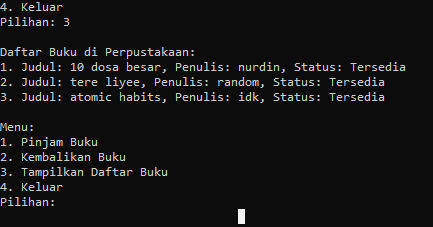 4. Keluar
Pilihan: 3
Daftar Buku di Perpustakaan:
1. Judul: 10 dosa besar, Penulis: nurdin, Status: Tersedia
2. Judul: tere liyee, Penulis: random, Status: Tersedia
3. Judul: atomic habits, Penulis: idk, Status: Tersedia
Menu:
1. Pinjam Buku
2. Kembalikan Buku
3. Tampilkan Daftar Buku
4. Keluar
Pilihan: